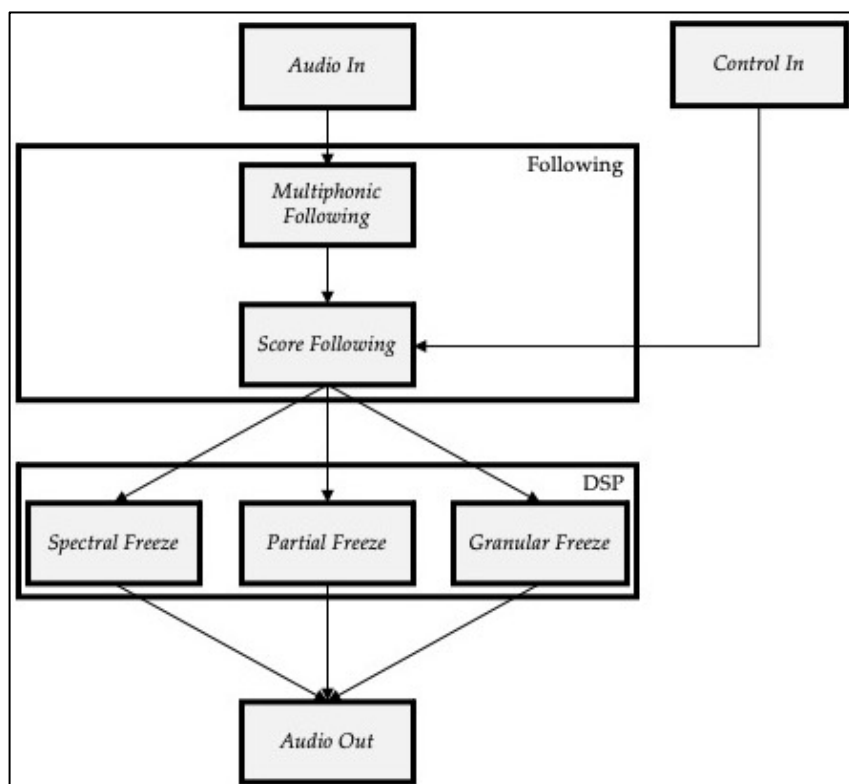 Audio In
Control In
Following
Multiphonic
Following
Score Following
DSP
Spectral Freeze
Partial Freeze
Granular Freeze
Audio Out